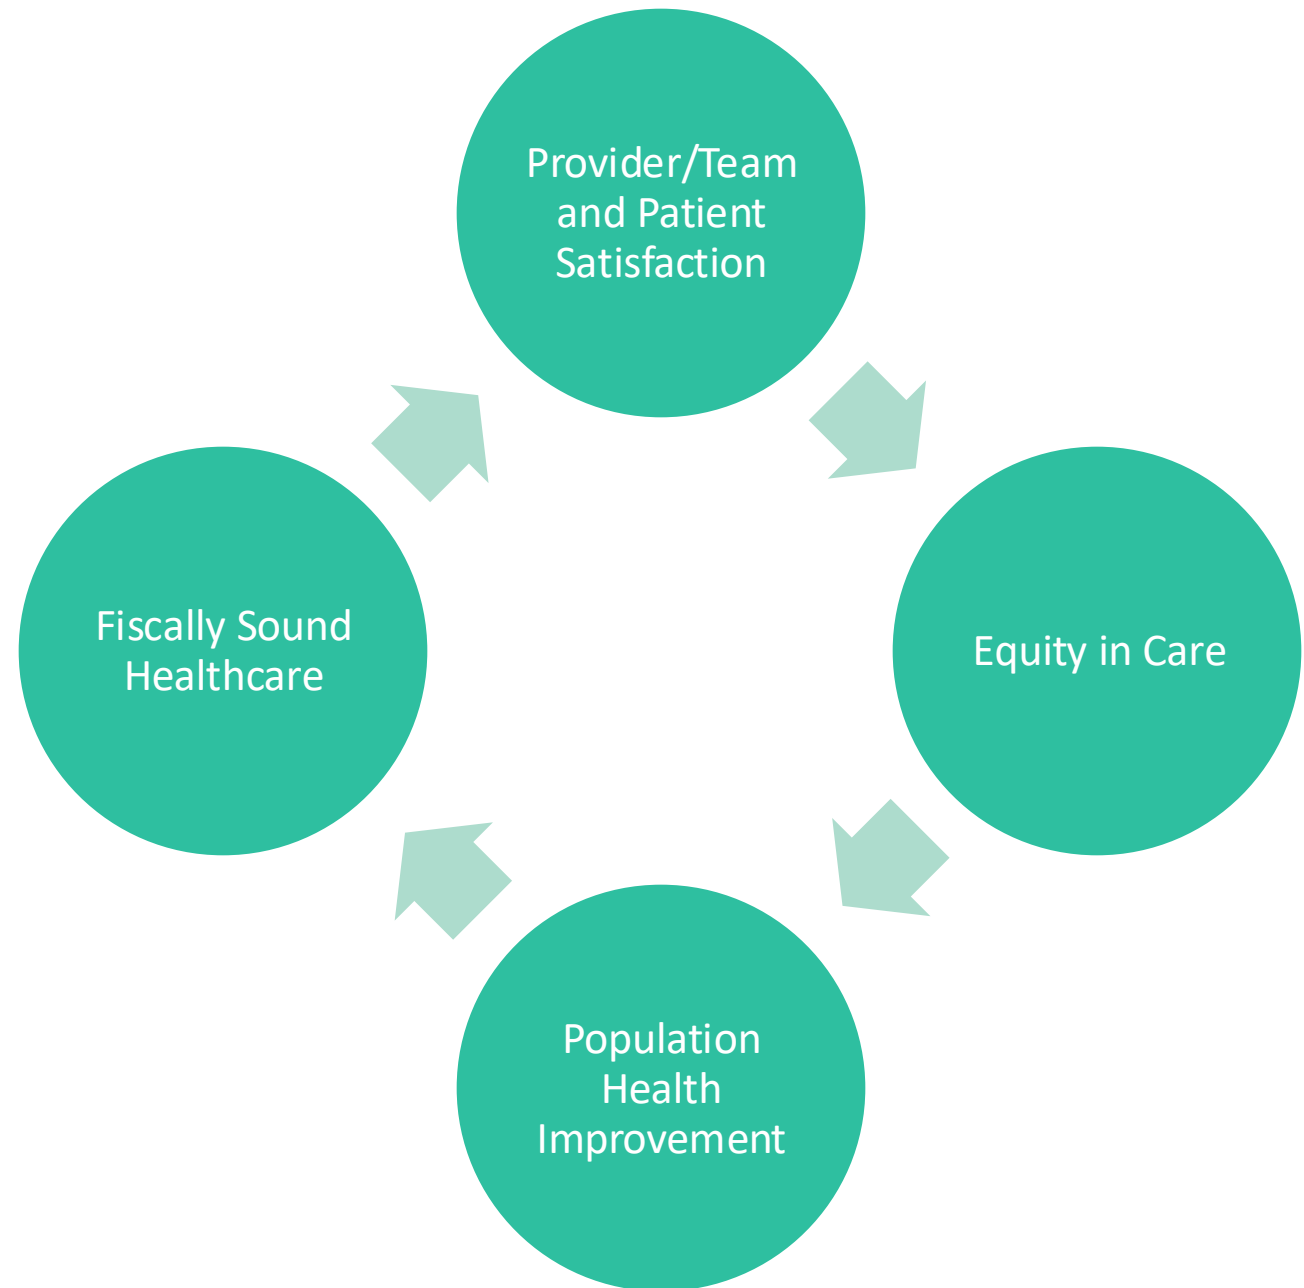 Provider/Team
and Patient
Satisfaction
Fiscally Sound
Healthcare
Equity in Care
Population
Health
Improvement